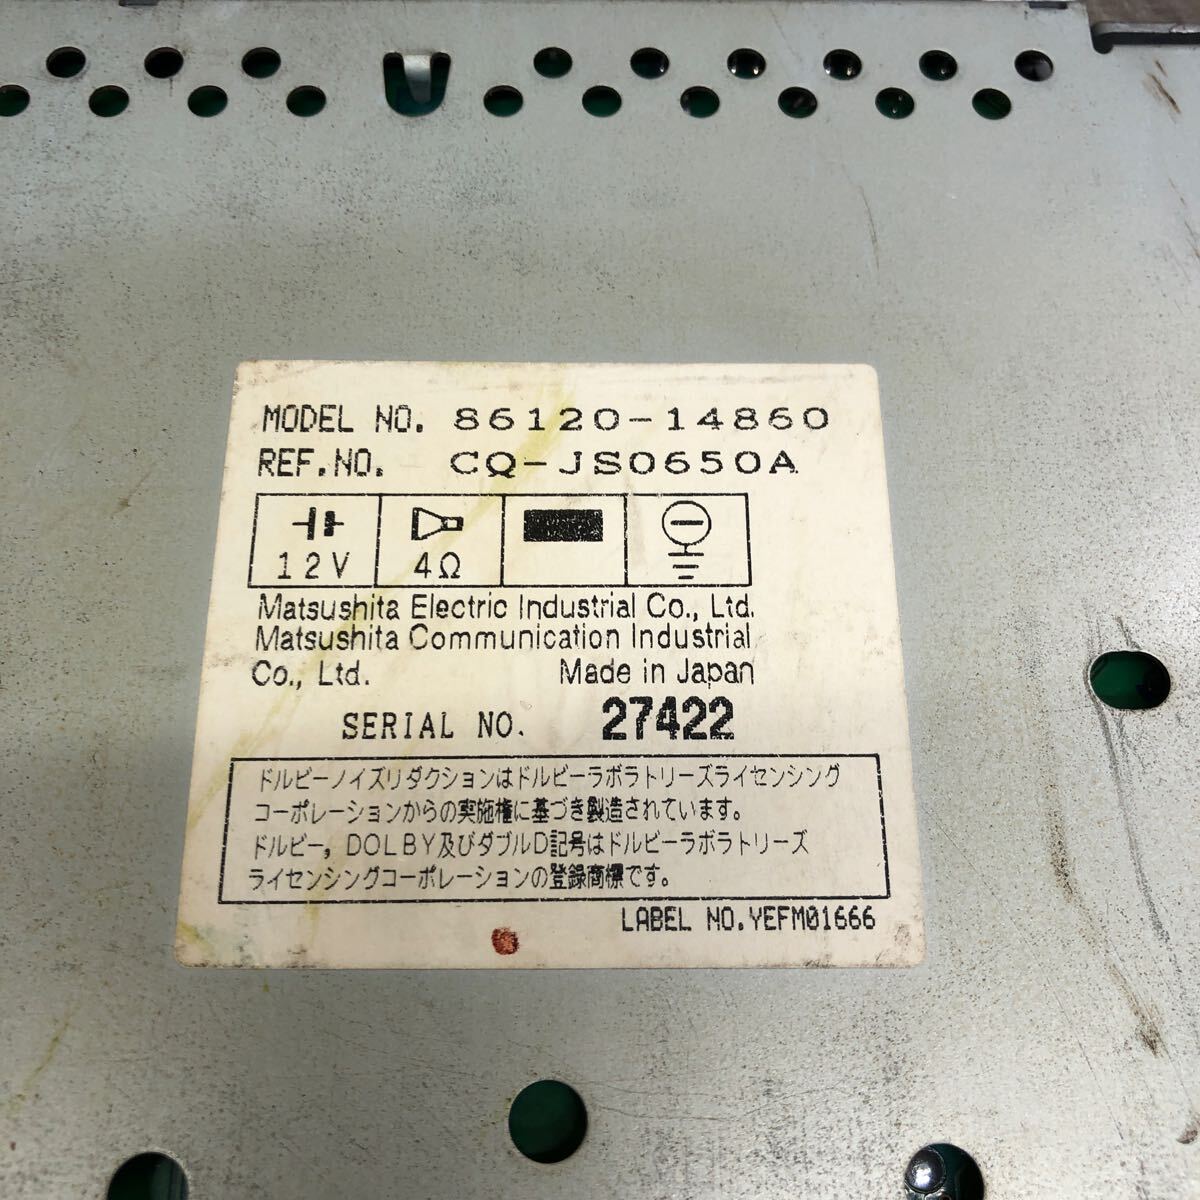 MODEL NO. 86120-14860
REF.NO. CQ-JS0650A
12V 4Ω
Matsushita Electric Industrial Co., Ltd.
Matsushita Communication Industrial
Co., Ltd. Made in Japan
SERIAL NO. 27422
ドルビーノイズリダクションはドルビーラボラトリーズライセンシング
コーポレーションからの実施権に基づき製造されています。
ドルビー, DOLBY及びダブルD記号はドルビーラボラトリーズ
ライセンシングコーポレーションの登録商標です。
LABEL NO.YEFM01666